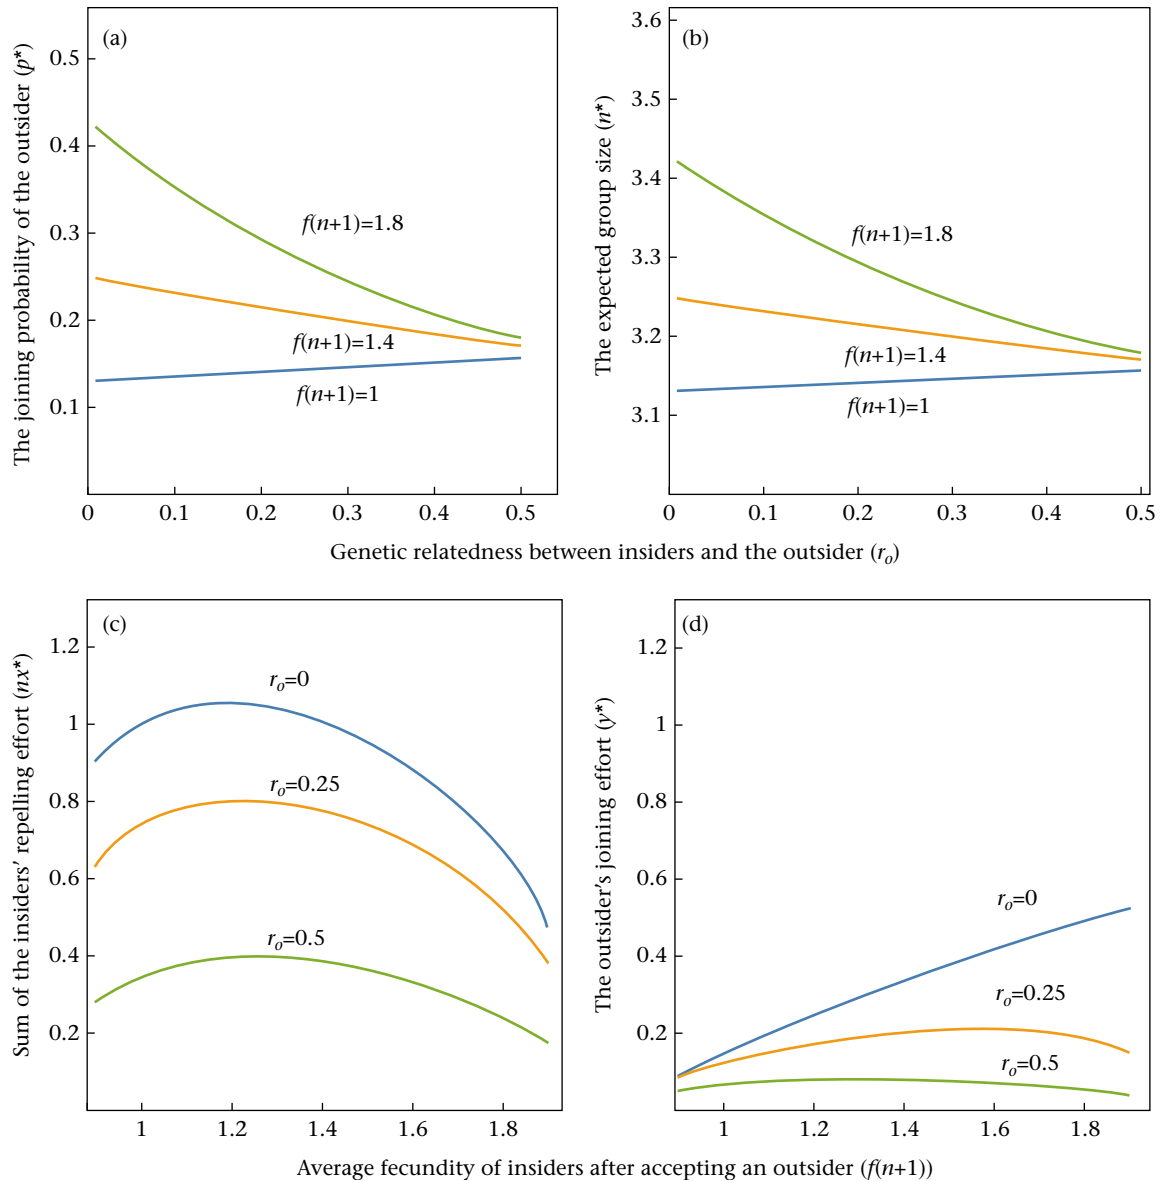 (a)
The joining probability of the outsider (p*)
0.5
0.4
0.3
0.2
0.1
f(n+1)=1.8
f(n+1)=1.4
f(n+1)=1
0
0.1
0.2
0.3
0.4
0.5
(b)
The expected group size (n*)
3.6
3.5
3.4
3.3
3.2
3.1
f(n+1)=1.8
f(n+1)=1.4
f(n+1)=1
0
0.1
0.2
0.3
0.4
0.5
Genetic relatedness between insiders and the outsider (ro)
(c)
Sum of the insiders’ repelling effort (nx*)
1.2
1
0.8
0.6
0.4
0.2
ro=0
ro=0.25
ro=0.5
1
1.2
1.4
1.6
1.8
(d)
The outsider’s joining effort (y*)
1.2
1
0.8
0.6
0.4
0.2
ro=0
ro=0.25
ro=0.5
1
1.2
1.4
1.6
1.8
Average fecundity of insiders after accepting an outsider (f(n+1))